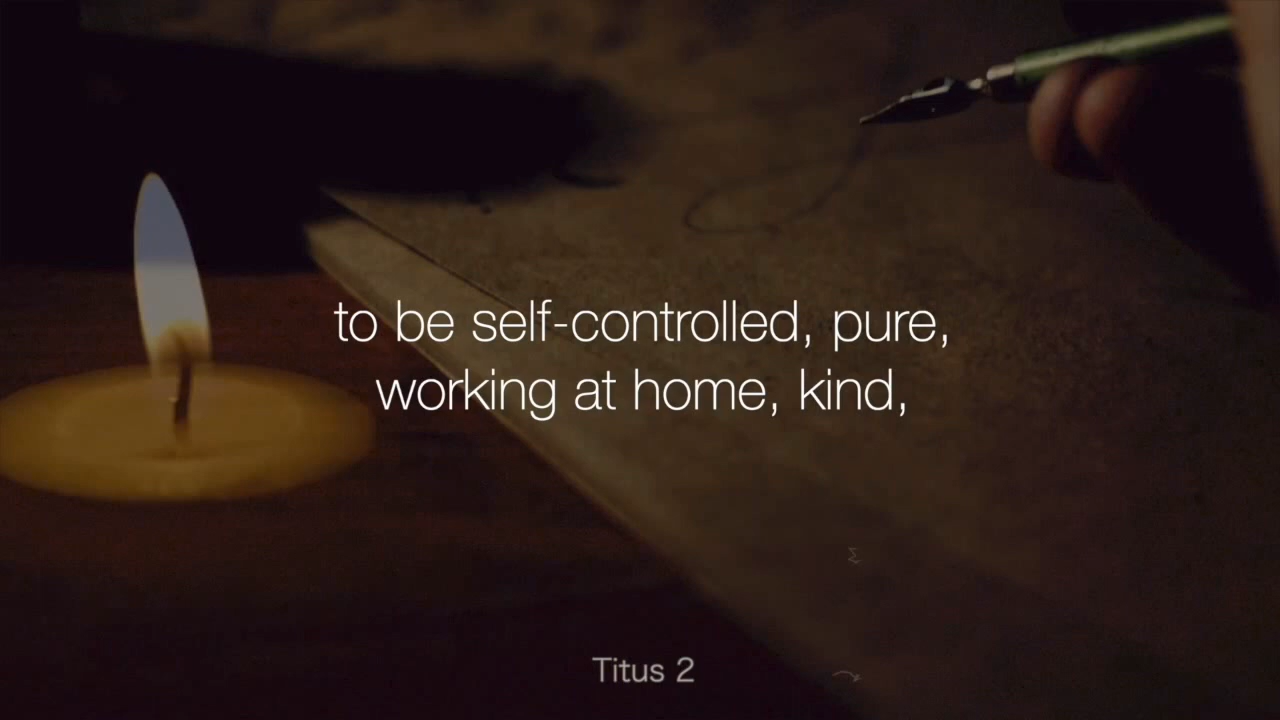 to be self-controlled, pure,
working at home, kind,
Titus 2